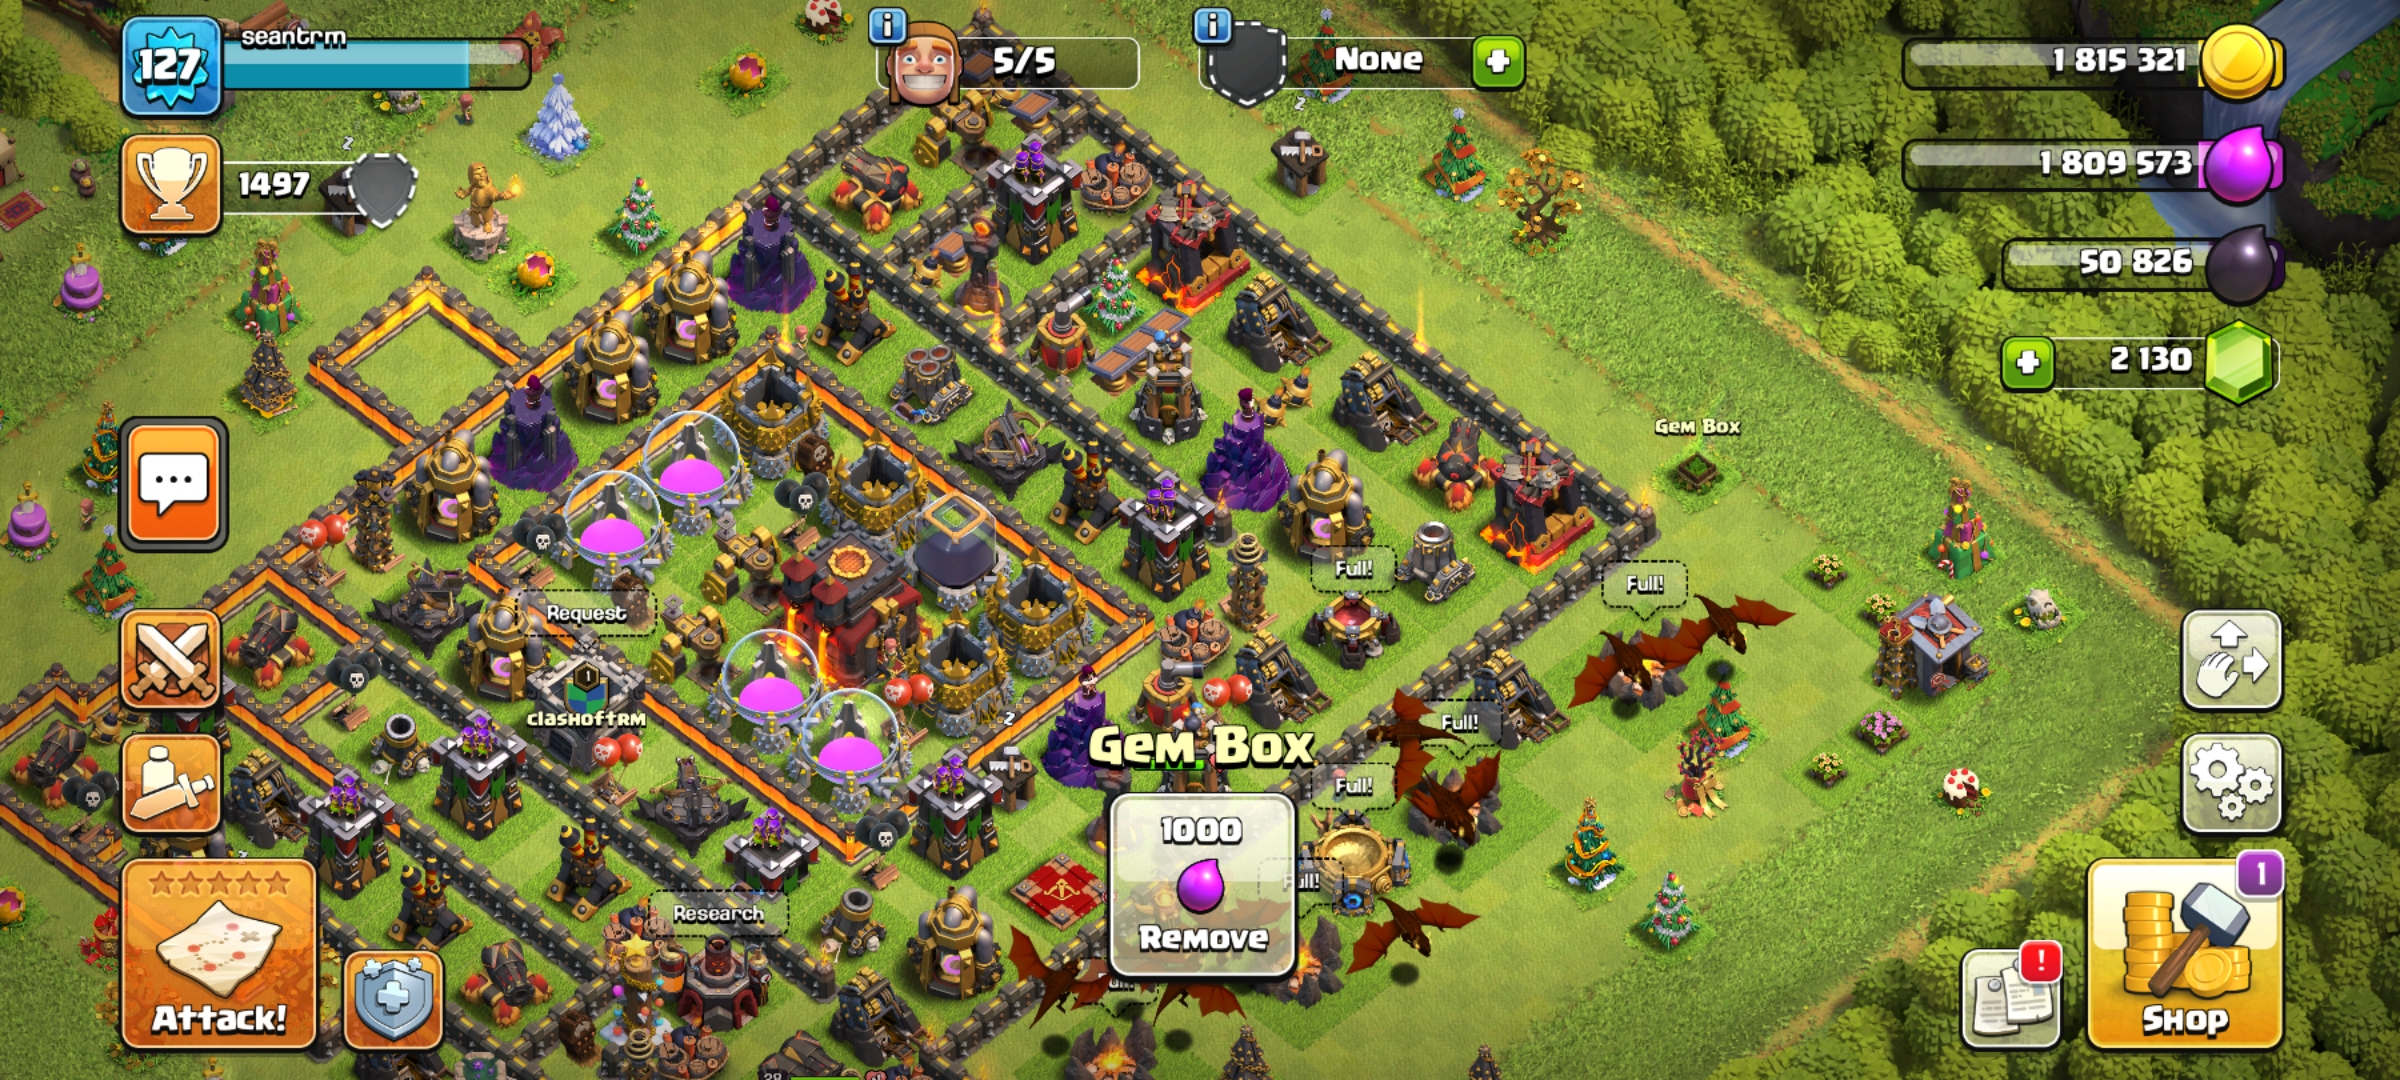 127
seantrm
5/5
None
1 815 321
1497
1 809 573
50 826
2 130
Gem Box
Full!
Full!
Request
1
clashoftrm
Full!
Gem Box
Full!
1000
Remove
Research
1
Attack!
Shop